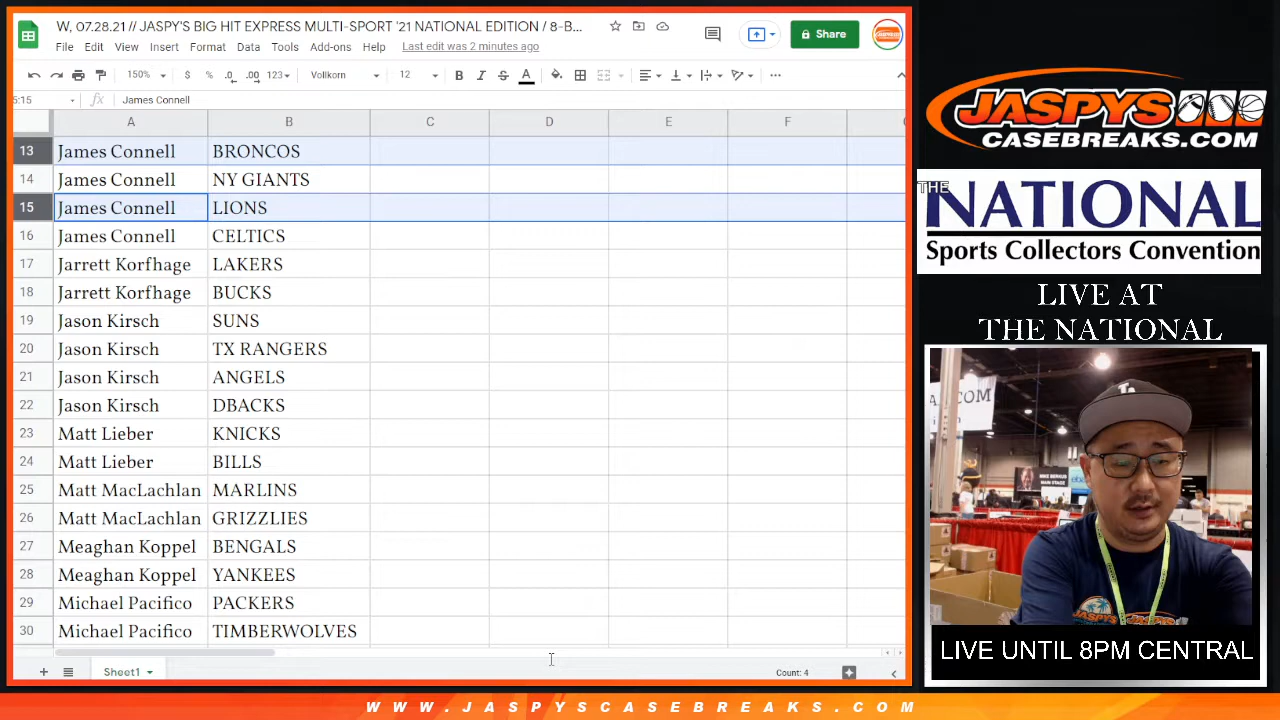 W, 07.28.21 // JASPY'S BIG HIT EXPRESS MULTI-SPORT '21 NATIONAL EDITION / 8-B...
File Edit View Insert Format Data Tools Add-ons Help Last edit was 2 minutes ago
Share
150% $ % .0 .00 123 Vollkorn 12 B I S A
5:15 fx James Connell
A B C D E F
13 James Connell BRONCOS
14 James Connell NY GIANTS
15 James Connell LIONS
16 James Connell CELTICS
17 Jarrett Korfhage LAKERS
18 Jarrett Korfhage BUCKS
19 Jason Kirsch SUNS
20 Jason Kirsch TX RANGERS
21 Jason Kirsch ANGELS
22 Jason Kirsch DBACKS
23 Matt Lieber KNICKS
24 Matt Lieber BILLS
25 Matt MacLachlan MARLINS
26 Matt MacLachlan GRIZZLIES
27 Meaghan Koppel BENGALS
28 Meaghan Koppel YANKEES
29 Michael Pacifico PACKERS
30 Michael Pacifico TIMBERWOLVES
Sheet1
Count: 4
JASPYS
CASEBREAKS.COM
THE
NATIONAL
Sports Collectors Convention
LIVE AT
THE NATIONAL
.COM
MAIN STAGE
LIVE UNTIL 8PM CENTRAL
WWW.JASPYSCASEBREAKS.COM